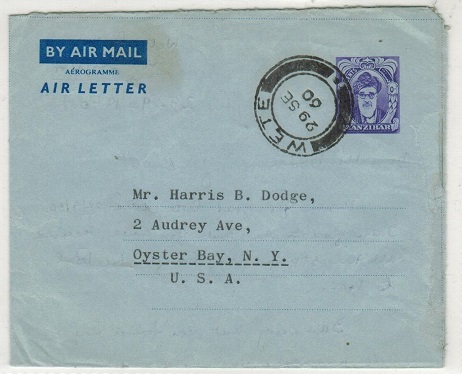 BY AIR MAIL
AÉROGRAMME
AIR LETTER
WETE
29 SE
60
ZANZIBAR
Mr. Harris B. Dodge,
2 Audrey Ave,
Oyster Bay, N. Y.
U. S. A.